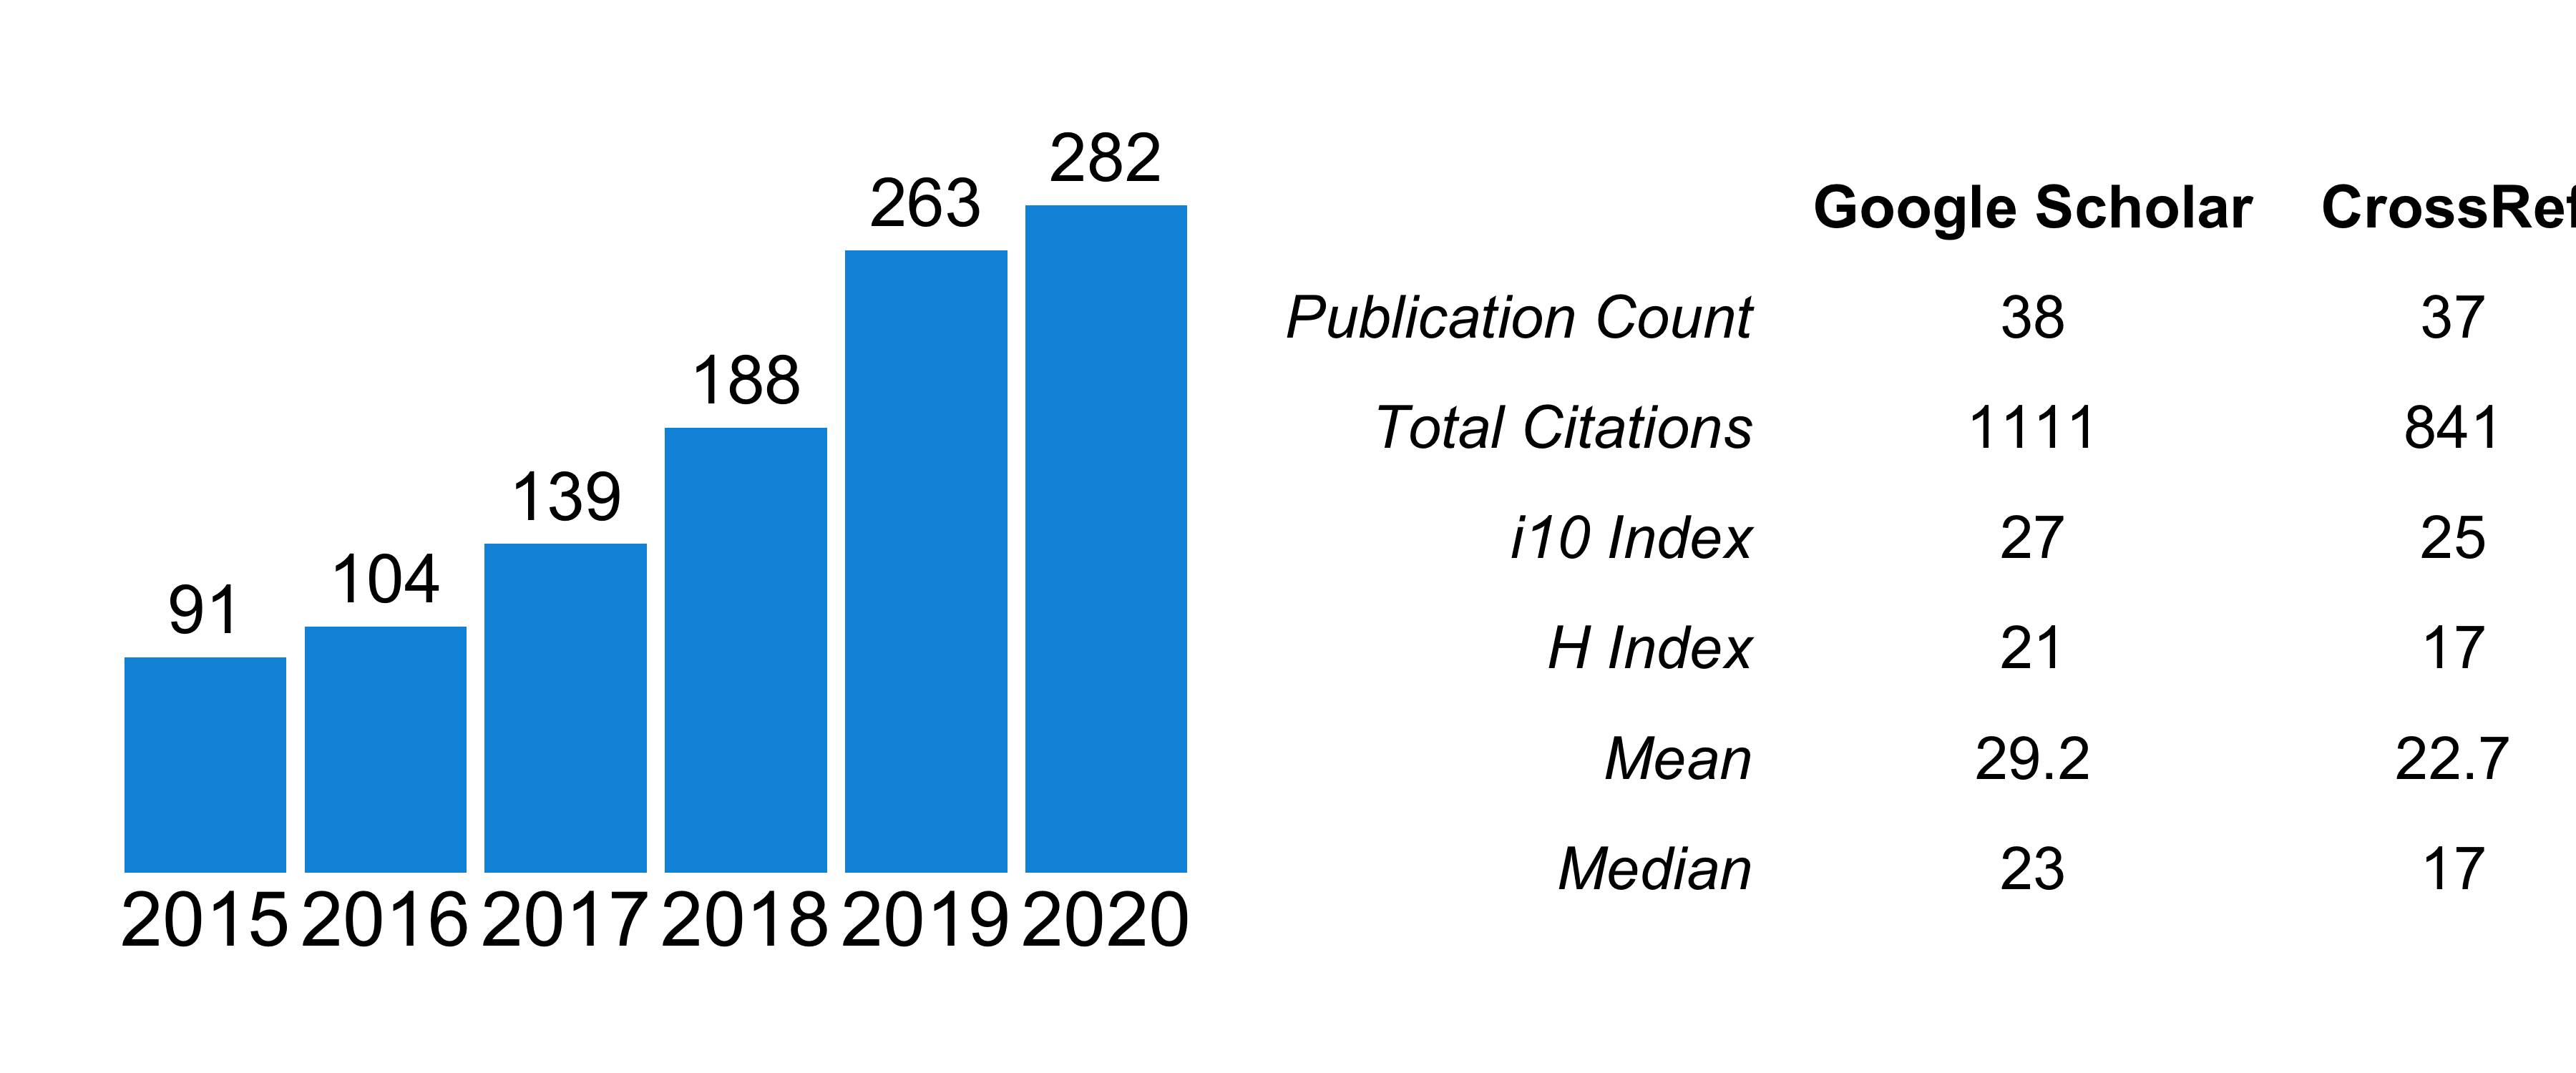 91 104 139 188 263 282
2015 2016 2017 2018 2019 2020
Google Scholar CrossRef
Publication Count 38 37
Total Citations 1111 841
i10 Index 27 25
H Index 21 17
Mean 29.2 22.7
Median 23 17